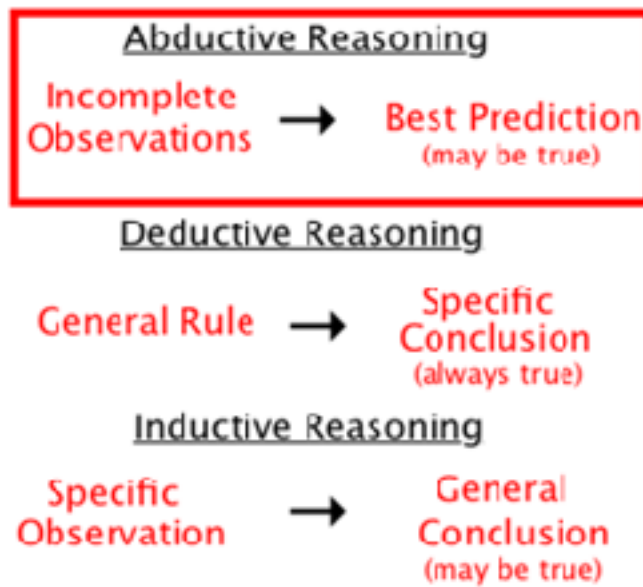 Abductive Reasoning
Incomplete Observations → Best Prediction (may be true)
Deductive Reasoning
General Rule → Specific Conclusion (always true)
Inductive Reasoning
Specific Observation → General Conclusion (may be true)